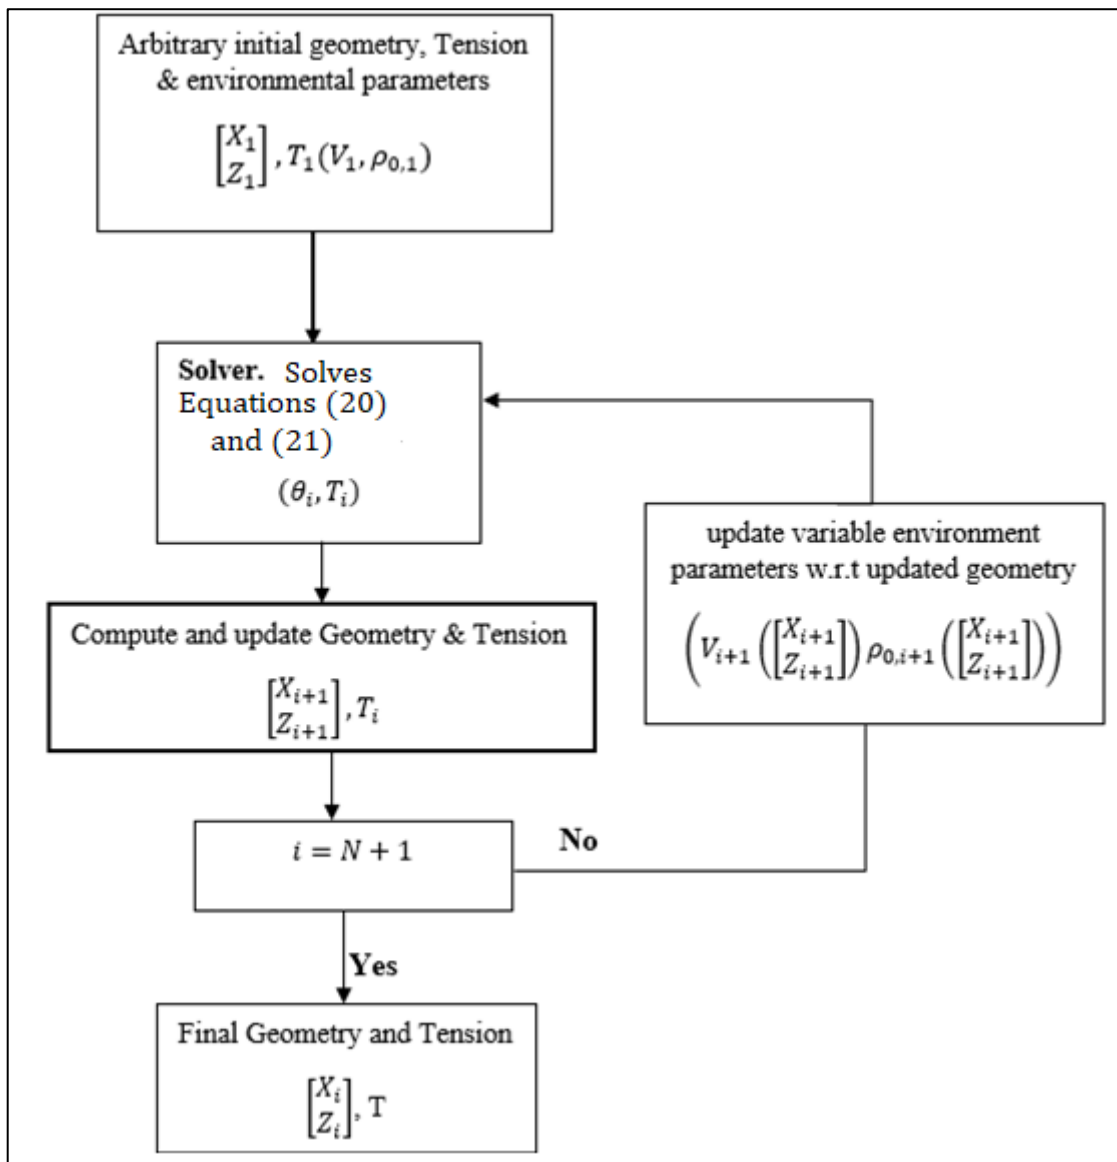 Arbitrary initial geometry, Tension
& environmental parameters
[X₁ Z₁], T₁(V₁, ρ₀,₁)
Solver. Solves
Equations (20)
and (21)
(θᵢ, Tᵢ)
update variable environment
parameters w.r.t updated geometry
(Vᵢ₊₁([Xᵢ₊₁ Zᵢ₊₁]) ρ₀,ᵢ₊₁([Xᵢ₊₁ Zᵢ₊₁]))
Compute and update Geometry & Tension
[Xᵢ₊₁ Zᵢ₊₁], Tᵢ
i = N + 1
No
Yes
Final Geometry and Tension
[Xᵢ Zᵢ], T